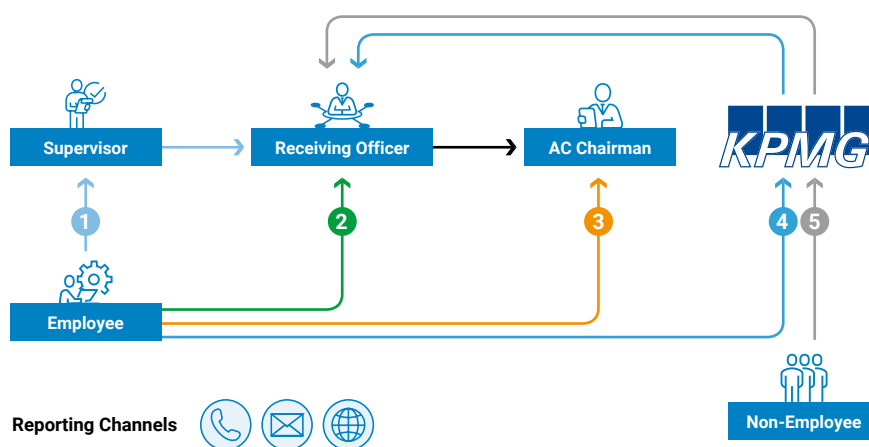 Supervisor
Receiving Officer
AC Chairman
KPMG
1
2
3
4
5
Employee
Non-Employee
Reporting Channels